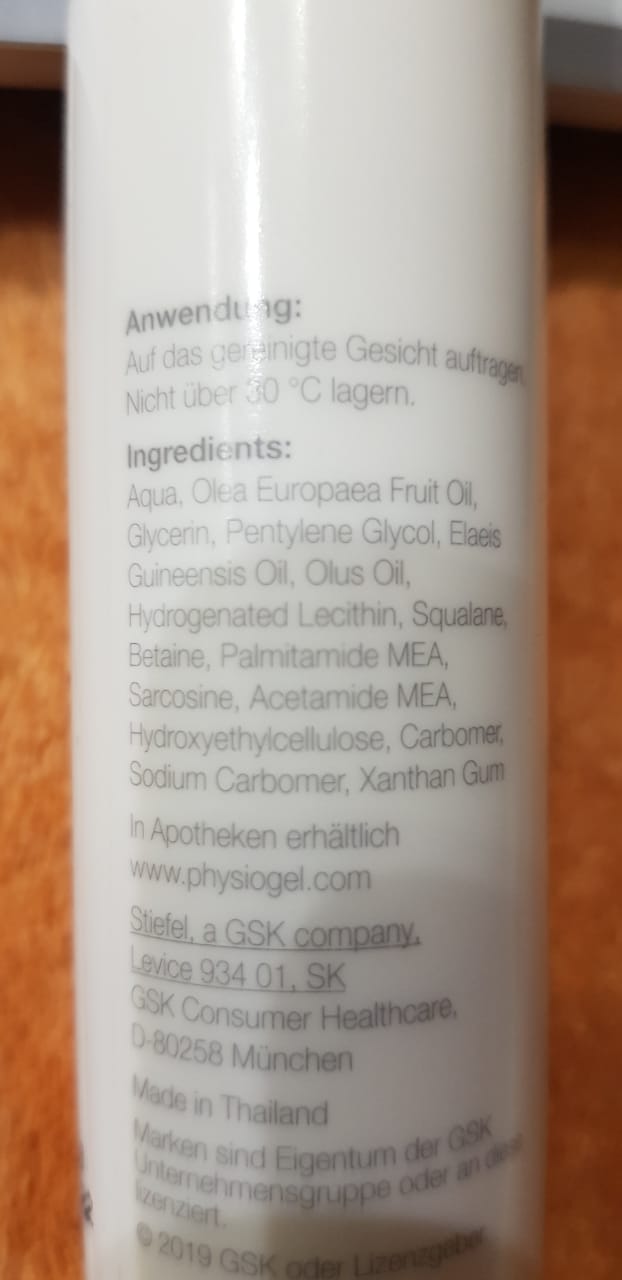 Anwendung:
Auf das gereinigte Gesicht auftragen.
Nicht über 30 °C lagern.
Ingredients:
Aqua, Olea Europaea Fruit Oil,
Glycerin, Pentylene Glycol, Elaeis
Guineensis Oil, Olus Oil,
Hydrogenated Lecithin, Squalane,
Betaine, Palmitamide MEA,
Sarcosine, Acetamide MEA,
Hydroxyethylcellulose, Carbomer,
Sodium Carbomer, Xanthan Gum
In Apotheken erhältlich
www.physiogel.com
Stiefel, a GSK company,
Levice 934 01, SK
GSK Consumer Healthcare,
D-80258 München
Made in Thailand
Marken sind Eigentum der GSK
Unternehmensgruppe oder an diese
lizenziert.
© 2019 GSK oder Lizenzgeber